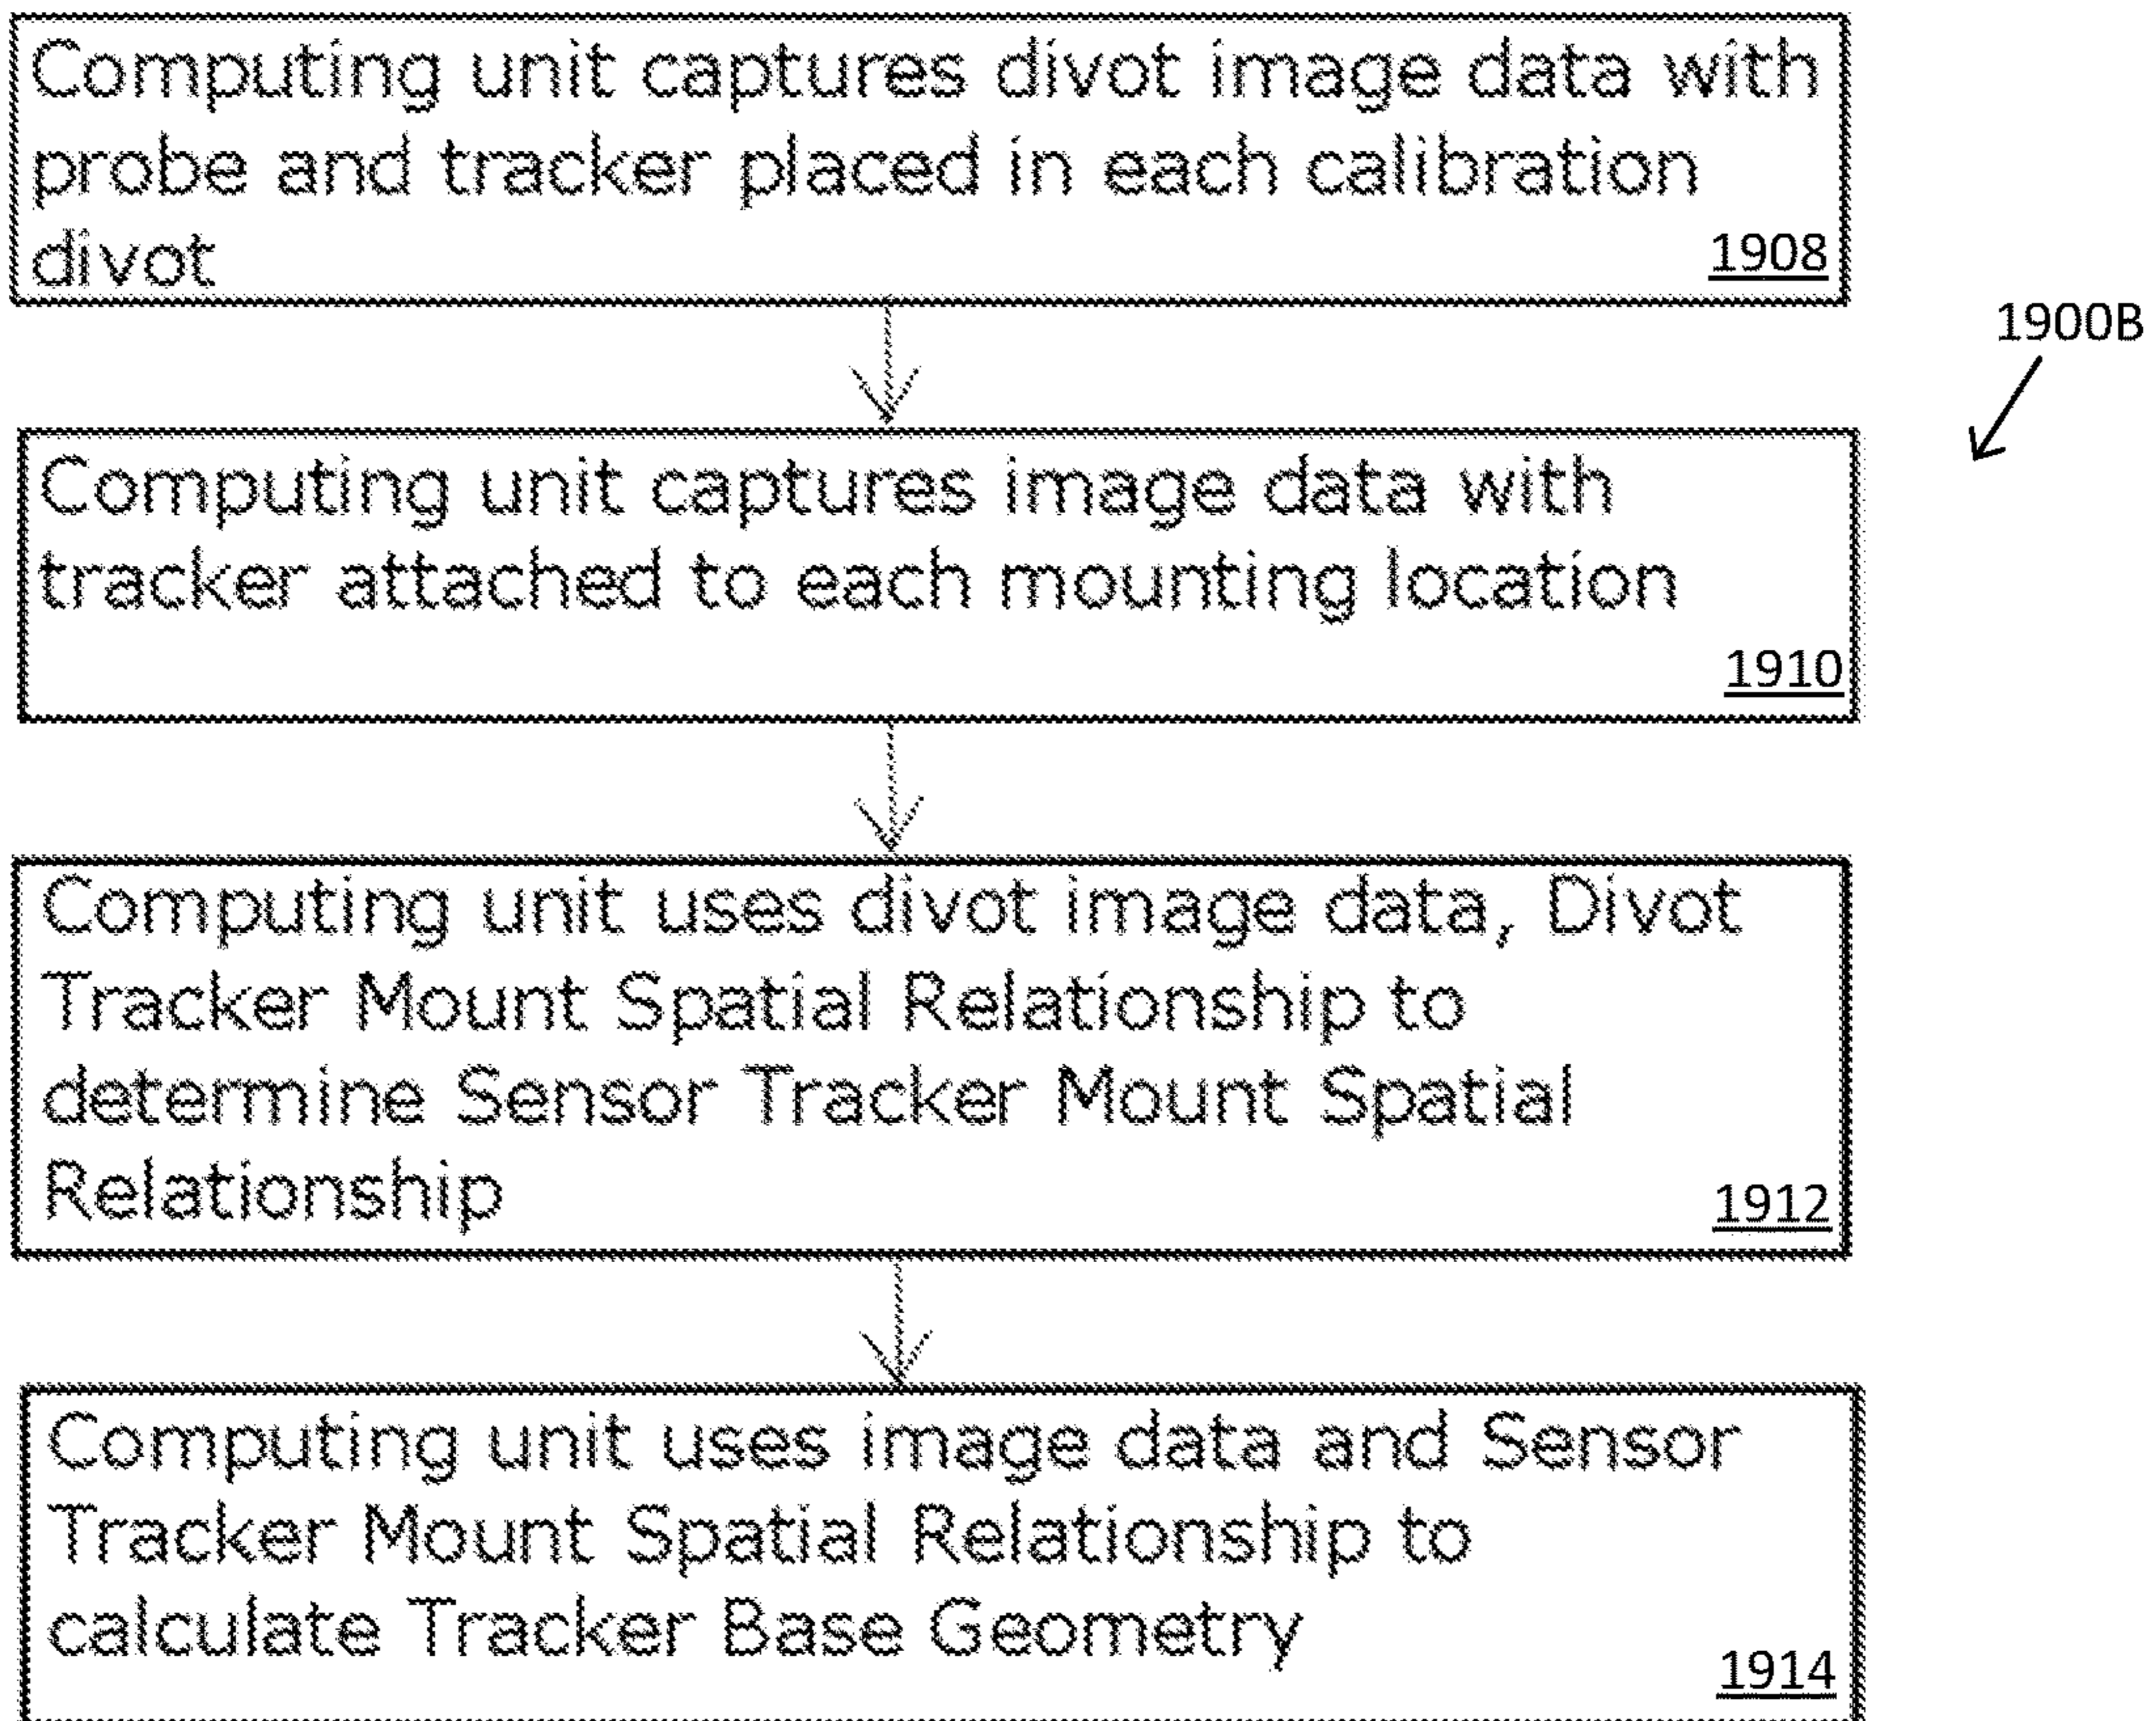 Computing unit captures divot image data with
probe and tracker placed in each calibration
divot
1908
1900B
Computing unit captures image data with
tracker attached to each mounting location
1910
Computing unit uses divot image data, Divot
Tracker Mount Spatial Relationship to
determine Sensor Tracker Mount Spatial
Relationship
1912
Computing unit uses image data and Sensor
Tracker Mount Spatial Relationship to
calculate Tracker Base Geometry
1914